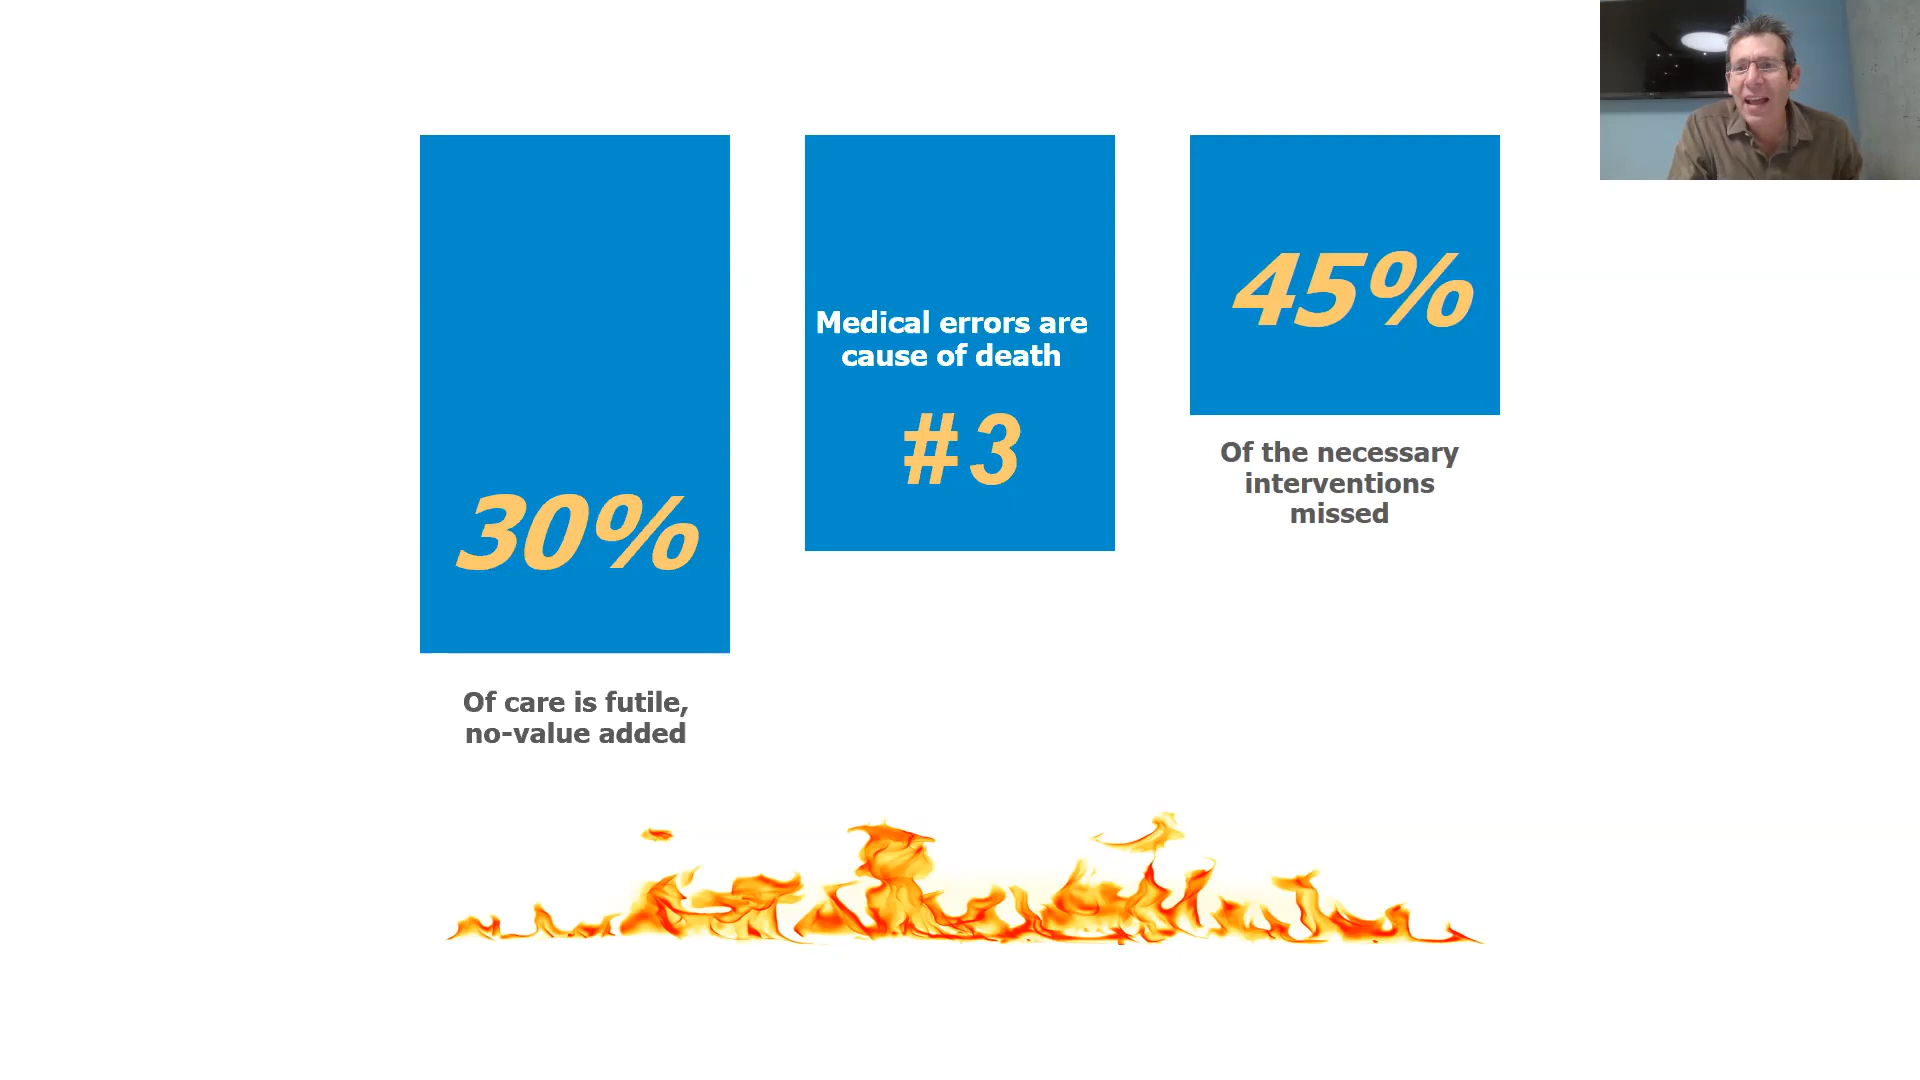 30%
Of care is futile,
no-value added
Medical errors are
cause of death
#3
45%
Of the necessary
interventions
missed